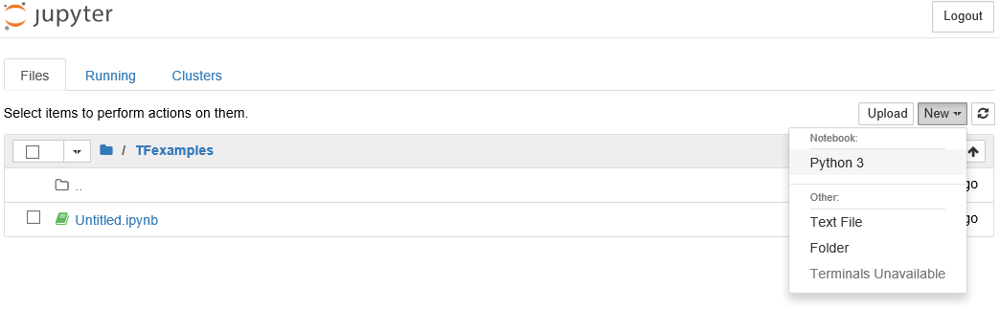 jupyter
Logout
Files Running Clusters
Select items to perform actions on them.
Upload New
Notebook:
/ TFexamples
Python 3
..
go
Other:
Untitled.ipynb
Text File
go
Folder
Terminals Unavailable